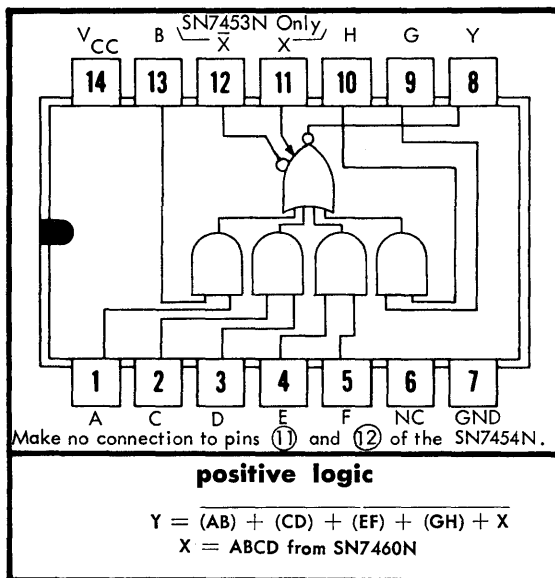 SN7453N Only
V CC B X̄ X H G Y
14 13 12 11 10 9 8
1 2 3 4 5 6 7
A C D E F NC GND
Make no connection to pins ⑪ and ⑫ of the SN7454N.
positive logic
Y = (AB) + (CD) + (EF) + (GH) + X
X = ABCD from SN7460N